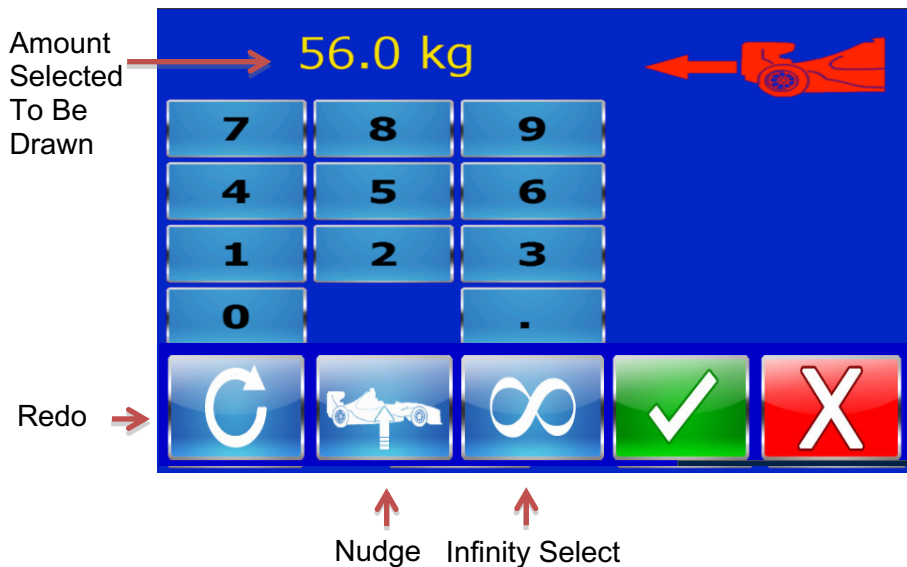 Amount
Selected
To Be
Drawn
56.0 kg
7 8 9
4 5 6
1 2 3
0 .
Redo
Nudge Infinity Select